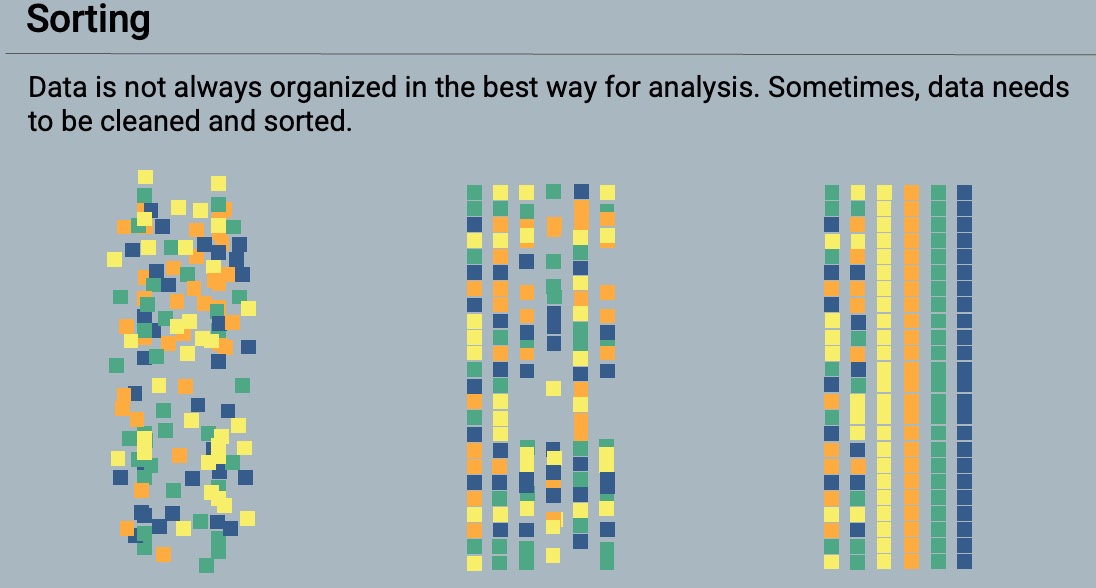 Sorting
Data is not always organized in the best way for analysis. Sometimes, data needs
to be cleaned and sorted.